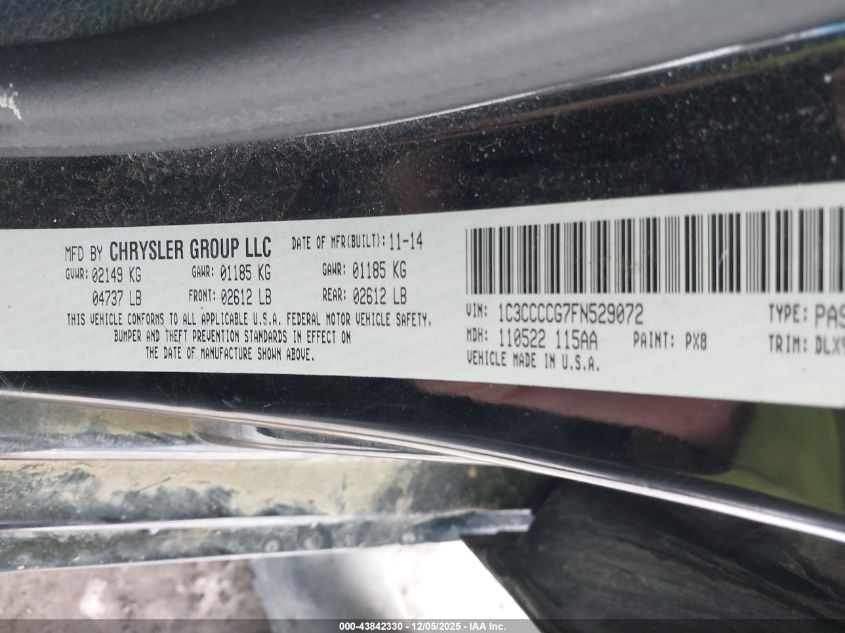 MFD BY CHRYSLER GROUP LLC DATE OF MFR(BUILT): 11-14
GVWR: 02149 KG GAWR: 01185 KG GAWR: 01185 KG
04737 LB FRONT: 02612 LB REAR: 02612 LB
THIS VEHICLE CONFORMS TO ALL APPLICABLE U.S.A. FEDERAL MOTOR VEHICLE SAFETY,
BUMPER AND THEFT PREVENTION STANDARDS IN EFFECT ON
THE DATE OF MANUFACTURE SHOWN ABOVE.
VIN: 1C3CCCCG7FN529072 TYPE: PAS
MDH: 110522 115AA PAINT: PX8 TRIM: DLX9
VEHICLE MADE IN U.S.A.
000-43842330 - 12/05/2025 - IAA Inc.